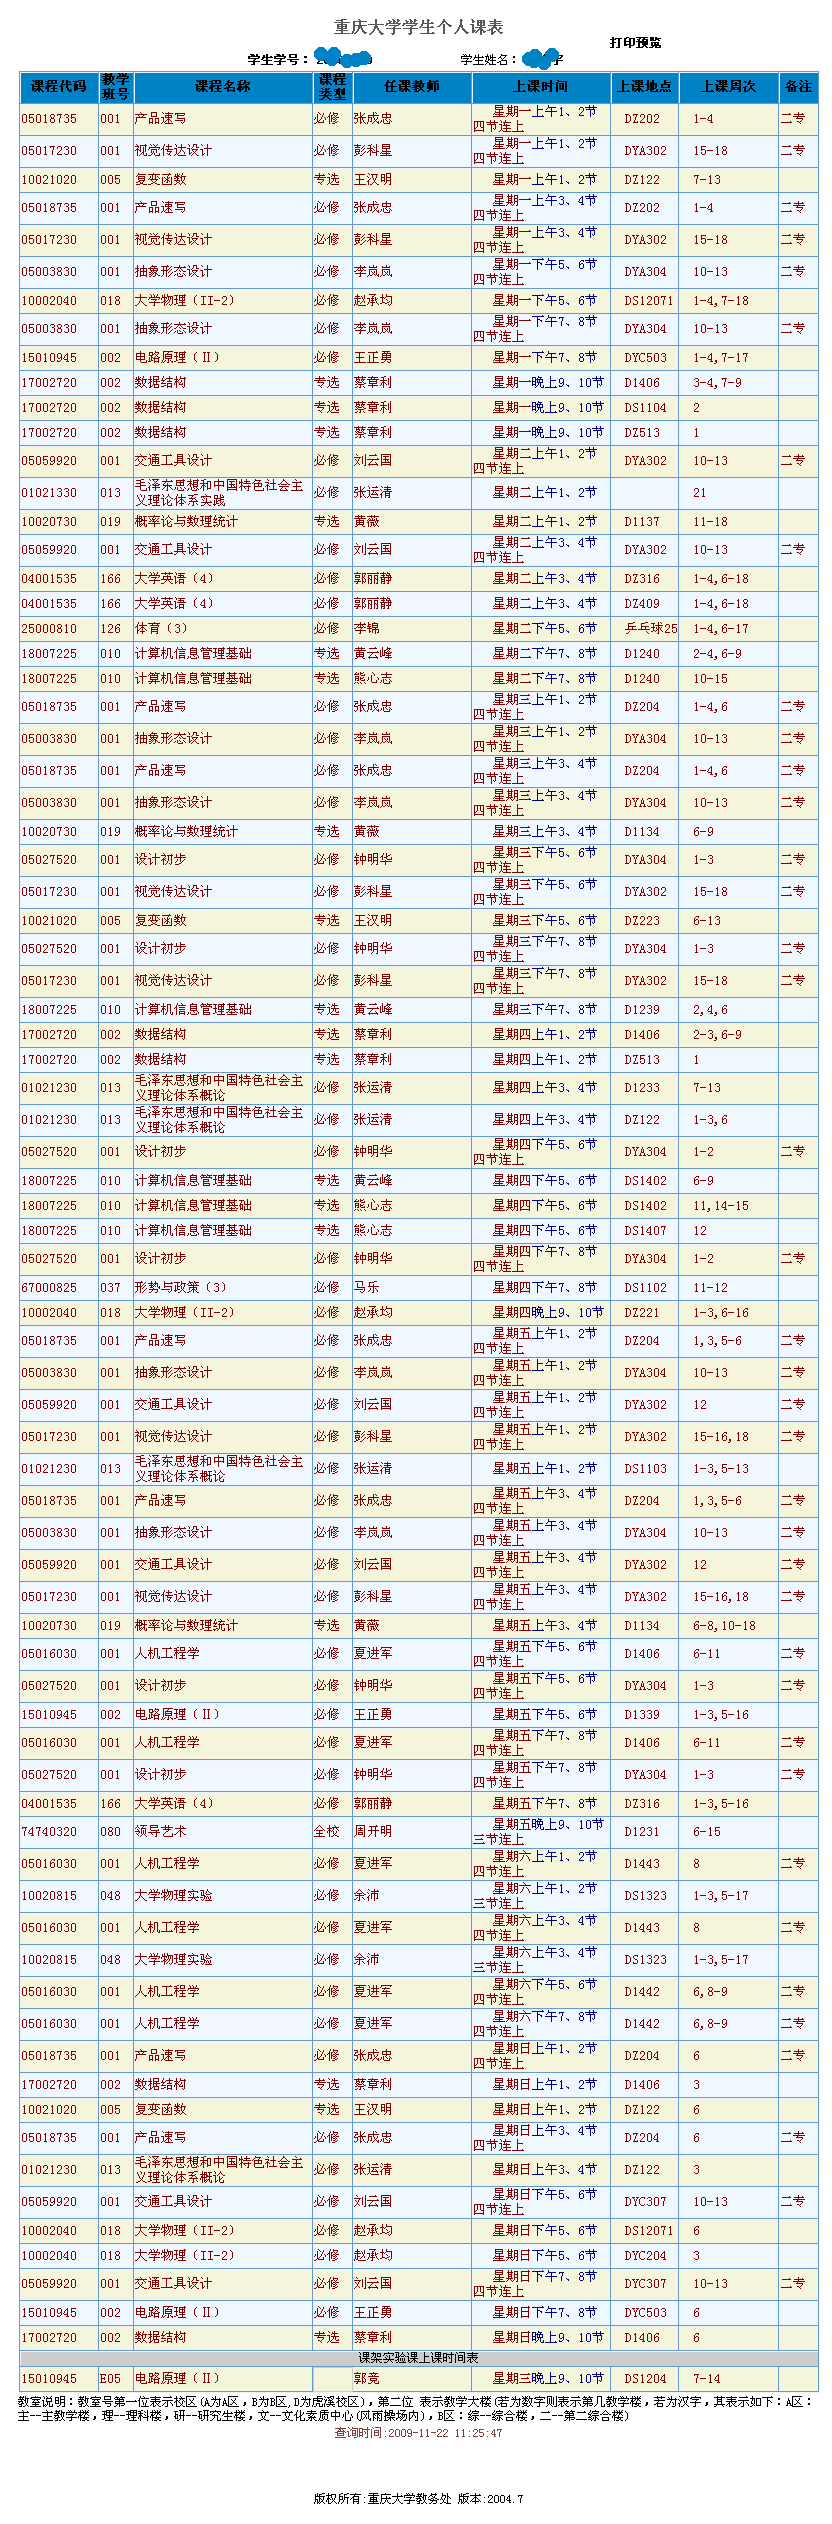 重庆大学学生个人课表
打印预览
学生学号： 学生姓名： 字
课程代码 教学班号 课程名称 课程类型 任课教师 上课时间 上课地点 上课周次 备注
05018735 001 产品速写 必修 张成忠 星期一上午1、2节四节连上 DZ202 1-4 二专
05017230 001 视觉传达设计 必修 彭科星 星期一上午1、2节四节连上 DYA302 15-18 二专
10021020 005 复变函数 专选 王汉明 星期一上午1、2节 DZ122 7-13
05018735 001 产品速写 必修 张成忠 星期一上午3、4节四节连上 DZ202 1-4 二专
05017230 001 视觉传达设计 必修 彭科星 星期一上午3、4节四节连上 DYA302 15-18 二专
05003830 001 抽象形态设计 必修 李岚岚 星期一下午5、6节四节连上 DYA304 10-13 二专
10002040 018 大学物理（II-2） 必修 赵承均 星期一下午5、6节 DS12071 1-4,7-18
05003830 001 抽象形态设计 必修 李岚岚 星期一下午7、8节四节连上 DYA304 10-13 二专
15010945 002 电路原理（Ⅱ） 必修 王正勇 星期一下午7、8节 DYC503 1-4,7-17
17002720 002 数据结构 专选 蔡章利 星期一晚上9、10节 D1406 3-4,7-9
17002720 002 数据结构 专选 蔡章利 星期一晚上9、10节 DS1104 2
17002720 002 数据结构 专选 蔡章利 星期一晚上9、10节 DZ513 1
05059920 001 交通工具设计 必修 刘云国 星期二上午1、2节四节连上 DYA302 10-13 二专
01021330 013 毛泽东思想和中国特色社会主义理论体系实践 必修 张运清 星期二上午1、2节 21
10020730 019 概率论与数理统计 专选 黄薇 星期二上午1、2节 D1137 11-18
05059920 001 交通工具设计 必修 刘云国 星期二上午3、4节四节连上 DYA302 10-13 二专
04001535 166 大学英语（4） 必修 郭丽静 星期二上午3、4节 DZ316 1-4,6-18
04001535 166 大学英语（4） 必修 郭丽静 星期二上午3、4节 DZ409 1-4,6-18
25000810 126 体育（3） 必修 李锦 星期二下午5、6节 乒乓球25 1-4,6-17
18007225 010 计算机信息管理基础 专选 黄云峰 星期二下午7、8节 D1240 2-4,6-9
18007225 010 计算机信息管理基础 专选 熊心志 星期二下午7、8节 D1240 10-15
05018735 001 产品速写 必修 张成忠 星期三上午1、2节四节连上 DZ204 1-4,6 二专
05003830 001 抽象形态设计 必修 李岚岚 星期三上午1、2节四节连上 DYA304 10-13 二专
05018735 001 产品速写 必修 张成忠 星期三上午3、4节四节连上 DZ204 1-4,6 二专
05003830 001 抽象形态设计 必修 李岚岚 星期三上午3、4节四节连上 DYA304 10-13 二专
10020730 019 概率论与数理统计 专选 黄薇 星期三上午3、4节 D1134 6-9
05027520 001 设计初步 必修 钟明华 星期三下午5、6节四节连上 DYA304 1-3 二专
05017230 001 视觉传达设计 必修 彭科星 星期三下午5、6节四节连上 DYA302 15-18 二专
10021020 005 复变函数 专选 王汉明 星期三下午5、6节 DZ223 6-13
05027520 001 设计初步 必修 钟明华 星期三下午7、8节四节连上 DYA304 1-3 二专
05017230 001 视觉传达设计 必修 彭科星 星期三下午7、8节四节连上 DYA302 15-18 二专
18007225 010 计算机信息管理基础 专选 黄云峰 星期三下午7、8节 D1239 2,4,6
17002720 002 数据结构 专选 蔡章利 星期四上午1、2节 D1406 2-3,6-9
17002720 002 数据结构 专选 蔡章利 星期四上午1、2节 DZ513 1
01021230 013 毛泽东思想和中国特色社会主义理论体系概论 必修 张运清 星期四上午3、4节 D1233 7-13
01021230 013 毛泽东思想和中国特色社会主义理论体系概论 必修 张运清 星期四上午3、4节 DZ122 1-3,6
05027520 001 设计初步 必修 钟明华 星期四下午5、6节四节连上 DYA304 1-2 二专
18007225 010 计算机信息管理基础 专选 黄云峰 星期四下午5、6节 DS1402 6-9
18007225 010 计算机信息管理基础 专选 熊心志 星期四下午5、6节 DS1402 11,14-15
18007225 010 计算机信息管理基础 专选 熊心志 星期四下午5、6节 DS1407 12
05027520 001 设计初步 必修 钟明华 星期四下午7、8节四节连上 DYA304 1-2 二专
67000825 037 形势与政策（3） 必修 马乐 星期四下午7、8节 DS1102 11-12
10002040 018 大学物理（II-2） 必修 赵承均 星期四晚上9、10节 DZ221 1-3,6-16
05018735 001 产品速写 必修 张成忠 星期五上午1、2节四节连上 DZ204 1,3,5-6 二专
05003830 001 抽象形态设计 必修 李岚岚 星期五上午1、2节四节连上 DYA304 10-13 二专
05059920 001 交通工具设计 必修 刘云国 星期五上午1、2节四节连上 DYA302 12 二专
05017230 001 视觉传达设计 必修 彭科星 星期五上午1、2节四节连上 DYA302 15-16,18 二专
01021230 013 毛泽东思想和中国特色社会主义理论体系概论 必修 张运清 星期五上午1、2节 DS1103 1-3,5-13
05018735 001 产品速写 必修 张成忠 星期五上午3、4节四节连上 DZ204 1,3,5-6 二专
05003830 001 抽象形态设计 必修 李岚岚 星期五上午3、4节四节连上 DYA304 10-13 二专
05059920 001 交通工具设计 必修 刘云国 星期五上午3、4节四节连上 DYA302 12 二专
05017230 001 视觉传达设计 必修 彭科星 星期五上午3、4节四节连上 DYA302 15-16,18 二专
10020730 019 概率论与数理统计 专选 黄薇 星期五上午3、4节 D1134 6-8,10-18
05016030 001 人机工程学 必修 夏进军 星期五下午5、6节四节连上 D1406 6-11 二专
05027520 001 设计初步 必修 钟明华 星期五下午5、6节四节连上 DYA304 1-3 二专
15010945 002 电路原理（Ⅱ） 必修 王正勇 星期五下午5、6节 D1339 1-3,5-16
05016030 001 人机工程学 必修 夏进军 星期五下午7、8节四节连上 D1406 6-11 二专
05027520 001 设计初步 必修 钟明华 星期五下午7、8节四节连上 DYA304 1-3 二专
04001535 166 大学英语（4） 必修 郭丽静 星期五下午7、8节 DZ316 1-3,5-16
74740320 080 领导艺术 全校 周开明 星期五晚上9、10节三节连上 D1231 6-15
05016030 001 人机工程学 必修 夏进军 星期六上午1、2节四节连上 D1443 8 二专
10020815 048 大学物理实验 必修 余沛 星期六上午1、2节三节连上 DS1323 1-3,5-17
05016030 001 人机工程学 必修 夏进军 星期六上午3、4节四节连上 D1443 8 二专
10020815 048 大学物理实验 必修 余沛 星期六上午3、4节三节连上 DS1323 1-3,5-17
05016030 001 人机工程学 必修 夏进军 星期六下午5、6节四节连上 D1442 6,8-9 二专
05016030 001 人机工程学 必修 夏进军 星期六下午7、8节四节连上 D1442 6,8-9 二专
05018735 001 产品速写 必修 张成忠 星期日上午1、2节四节连上 DZ204 6 二专
17002720 002 数据结构 专选 蔡章利 星期日上午1、2节 D1406 3
10021020 005 复变函数 专选 王汉明 星期日上午1、2节 DZ122 6
05018735 001 产品速写 必修 张成忠 星期日上午3、4节四节连上 DZ204 6 二专
01021230 013 毛泽东思想和中国特色社会主义理论体系概论 必修 张运清 星期日上午3、4节 DZ122 3
05059920 001 交通工具设计 必修 刘云国 星期日下午5、6节四节连上 DYC307 10-13 二专
10002040 018 大学物理（II-2） 必修 赵承均 星期日下午5、6节 DS12071 6
10002040 018 大学物理（II-2） 必修 赵承均 星期日下午5、6节 DYC204 3
05059920 001 交通工具设计 必修 刘云国 星期日下午7、8节四节连上 DYC307 10-13 二专
15010945 002 电路原理（Ⅱ） 必修 王正勇 星期日下午7、8节 DYC503 6
17002720 002 数据结构 专选 蔡章利 星期日晚上9、10节 D1406 6
课架实验课上课时间表
15010945 E05 电路原理（Ⅱ） 郭竞 星期三晚上9、10节 DS1204 7-14
教室说明：教室号第一位表示校区(A为A区，B为B区,D为虎溪校区)，第二位 表示教学大楼(若为数字则表示第几教学楼，若为汉字，其表示如下：A区：
主--主教学楼，理--理科楼，研--研究生楼，文--文化素质中心(风雨操场内)，B区：综--综合楼，二--第二综合楼)
查询时间:2009-11-22 11:25:47
版权所有:重庆大学教务处 版本:2004.7